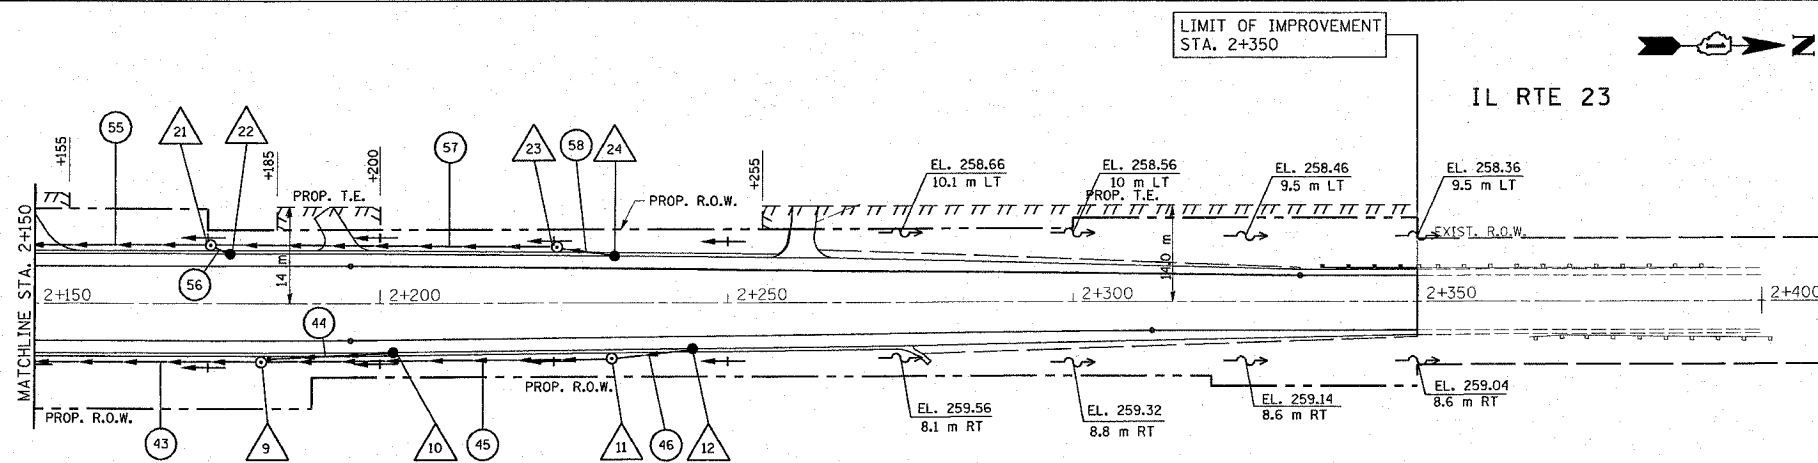 LIMIT OF IMPROVEMENT
STA. 2+350
N
IL RTE 23
55
21
22
57
23
58
24
+155
+185
+200
+255
EL. 258.66
10.1 m LT
EL. 258.56
10 m LT
EL. 258.46
9.5 m LT
EL. 258.36
9.5 m LT
PROP. T.E.
PROP. R.O.W.
PROP. T.E.
EXIST. R.O.W.
MATCHLINE STA. 2+150
56
14 m
14.0 m
2+150
2+200
2+250
2+300
2+350
2+400
44
PROP. R.O.W.
PROP. R.O.W.
EL. 259.56
8.1 m RT
EL. 259.32
8.8 m RT
EL. 259.14
8.6 m RT
EL. 259.04
8.6 m RT
43
9
10
45
11
46
12